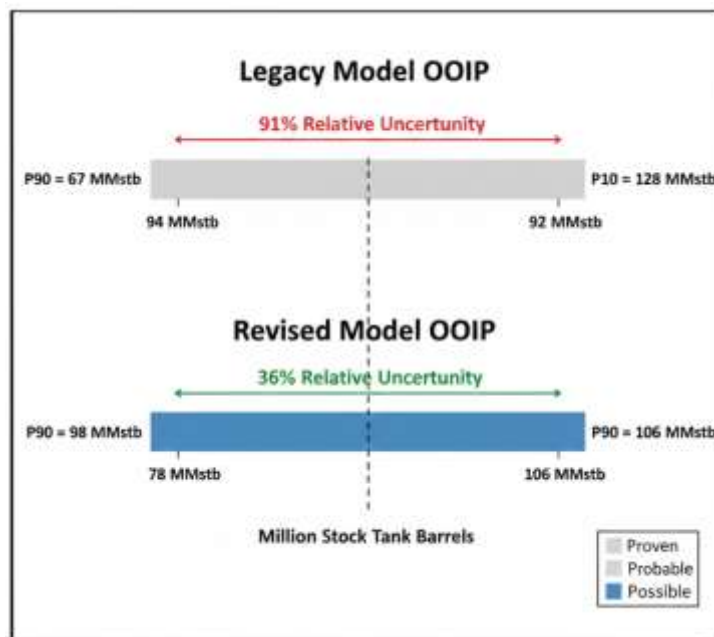 Legacy Model OOIP
91% Relative Uncertunity
P90 = 67 MMstb
P10 = 128 MMstb
94 MMstb
92 MMstb
Revised Model OOIP
36% Relative Uncertunity
P90 = 98 MMstb
P90 = 106 MMstb
78 MMstb
106 MMstb
Million Stock Tank Barrels
Proven
Probable
Possible